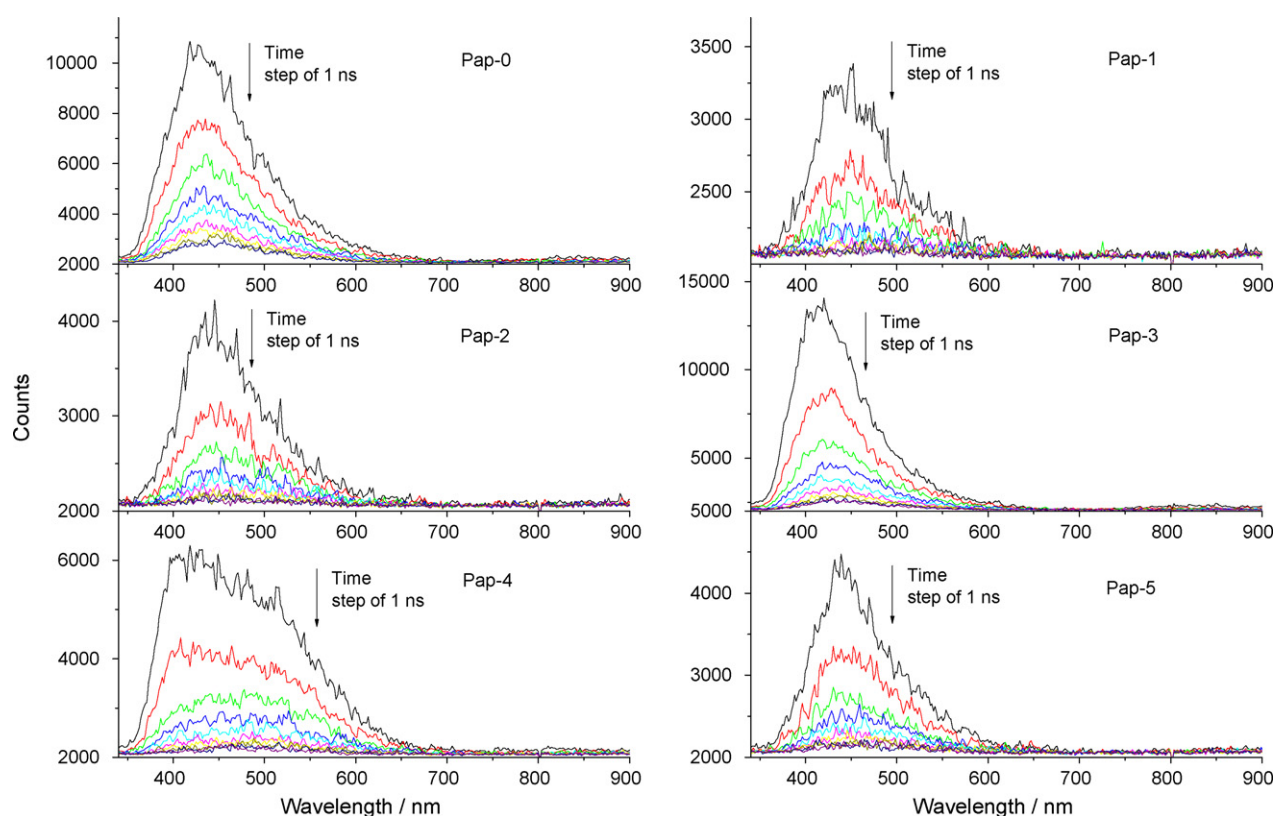 10000
8000
6000
4000
2000
Time
step of 1 ns
Pap-0
400 500 600 700 800 900
3500
3000
2500
Time
step of 1 ns
Pap-1
400 500 600 700 800 900
4000
3000
2000
Time
step of 1 ns
Pap-2
400 500 600 700 800 900
15000
10000
5000
5000
Time
step of 1 ns
Pap-3
400 500 600 700 800 900
6000
4000
2000
Time
step of 1 ns
Pap-4
400 500 600 700 800 900
4000
3000
2000
Time
step of 1 ns
Pap-5
400 500 600 700 800 900
Counts
Wavelength / nm
Wavelength / nm